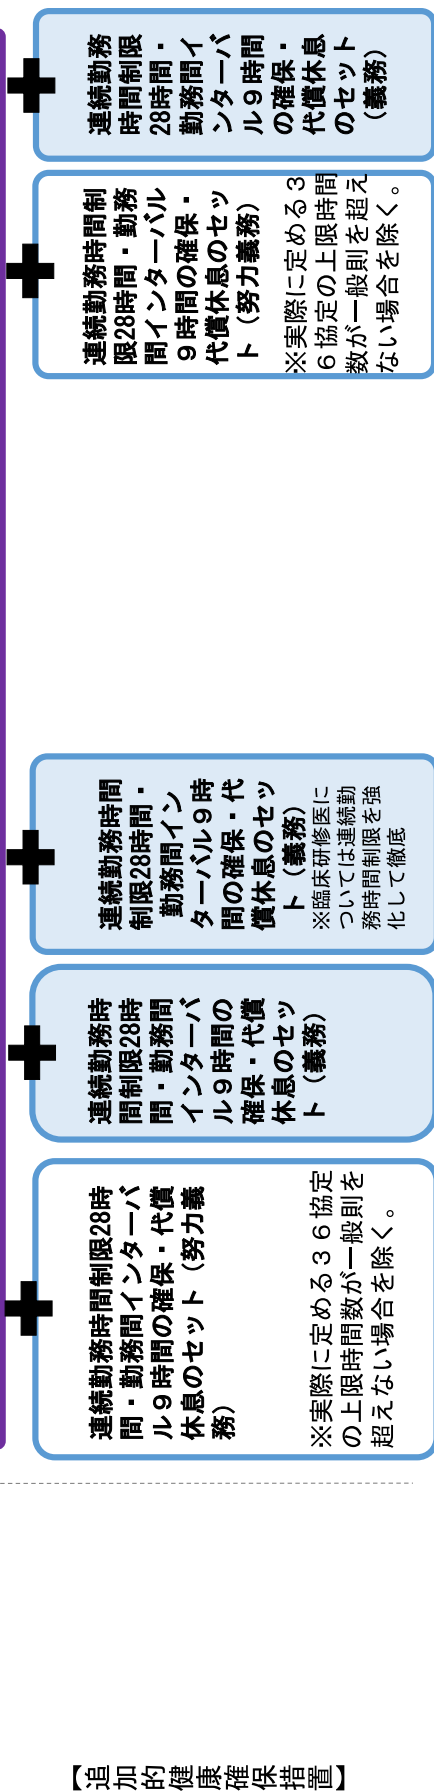 【追加的健康確保措置】
連続勤務時間制限28時
間・勤務間インターバ
ル９時間の確保・代償
休息のセット（努力義
務）
※実際に定める３６協定
の上限時間数が一般則を
超えない場合を除く。
連続勤務時
間制限28時
間・勤務間
インターバ
ル９時間の
確保・代償
休息のセッ
ト（義務）
連続勤務時間
制限28時間・
勤務間イン
ターバル９時
間の確保・代
償休息のセッ
ト（義務）
※臨床研修医に
ついては連続勤
務時間制限を強
化して徹底
連続勤務時間制
限28時間・勤務
間インターバル
９時間の確保・
代償休息のセッ
ト（努力義務）
※実際に定める３
６協定の上限時間
数が一般則を超え
ない場合を除く。
連続勤務
時間制限
28時間・
勤務間イ
ンターバ
ル９時間
の確保・
代償休息
のセット
（義務）